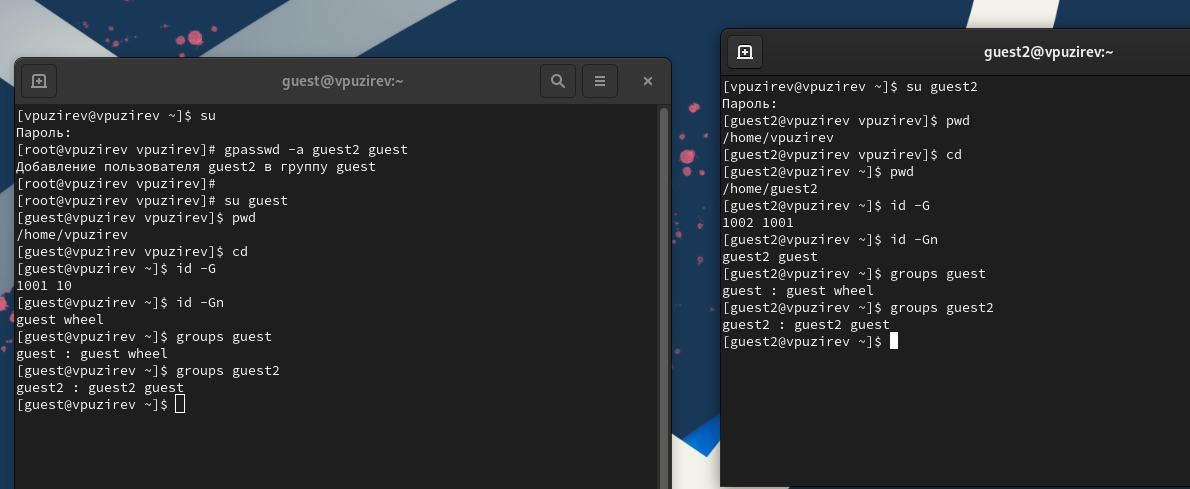 guest@vpuzirev:~
[vpuzirev@vpuzirev ~]$ su
Пароль:
[root@vpuzirev vpuzirev]# gpasswd -a guest2 guest
Добавление пользователя guest2 в группу guest
[root@vpuzirev vpuzirev]#
[root@vpuzirev vpuzirev]# su guest
[guest@vpuzirev vpuzirev]$ pwd
/home/vpuzirev
[guest@vpuzirev vpuzirev]$ cd
[guest@vpuzirev ~]$ id -G
1001 10
[guest@vpuzirev ~]$ id -Gn
guest wheel
[guest@vpuzirev ~]$ groups guest
guest : guest wheel
[guest@vpuzirev ~]$ groups guest2
guest2 : guest2 guest
[guest@vpuzirev ~]$
guest2@vpuzirev:~
[vpuzirev@vpuzirev ~]$ su guest2
Пароль:
[guest2@vpuzirev vpuzirev]$ pwd
/home/vpuzirev
[guest2@vpuzirev vpuzirev]$ cd
[guest2@vpuzirev ~]$ pwd
/home/guest2
[guest2@vpuzirev ~]$ id -G
1002 1001
[guest2@vpuzirev ~]$ id -Gn
guest2 guest
[guest2@vpuzirev ~]$ groups guest
guest : guest wheel
[guest2@vpuzirev ~]$ groups guest2
guest2 : guest2 guest
[guest2@vpuzirev ~]$